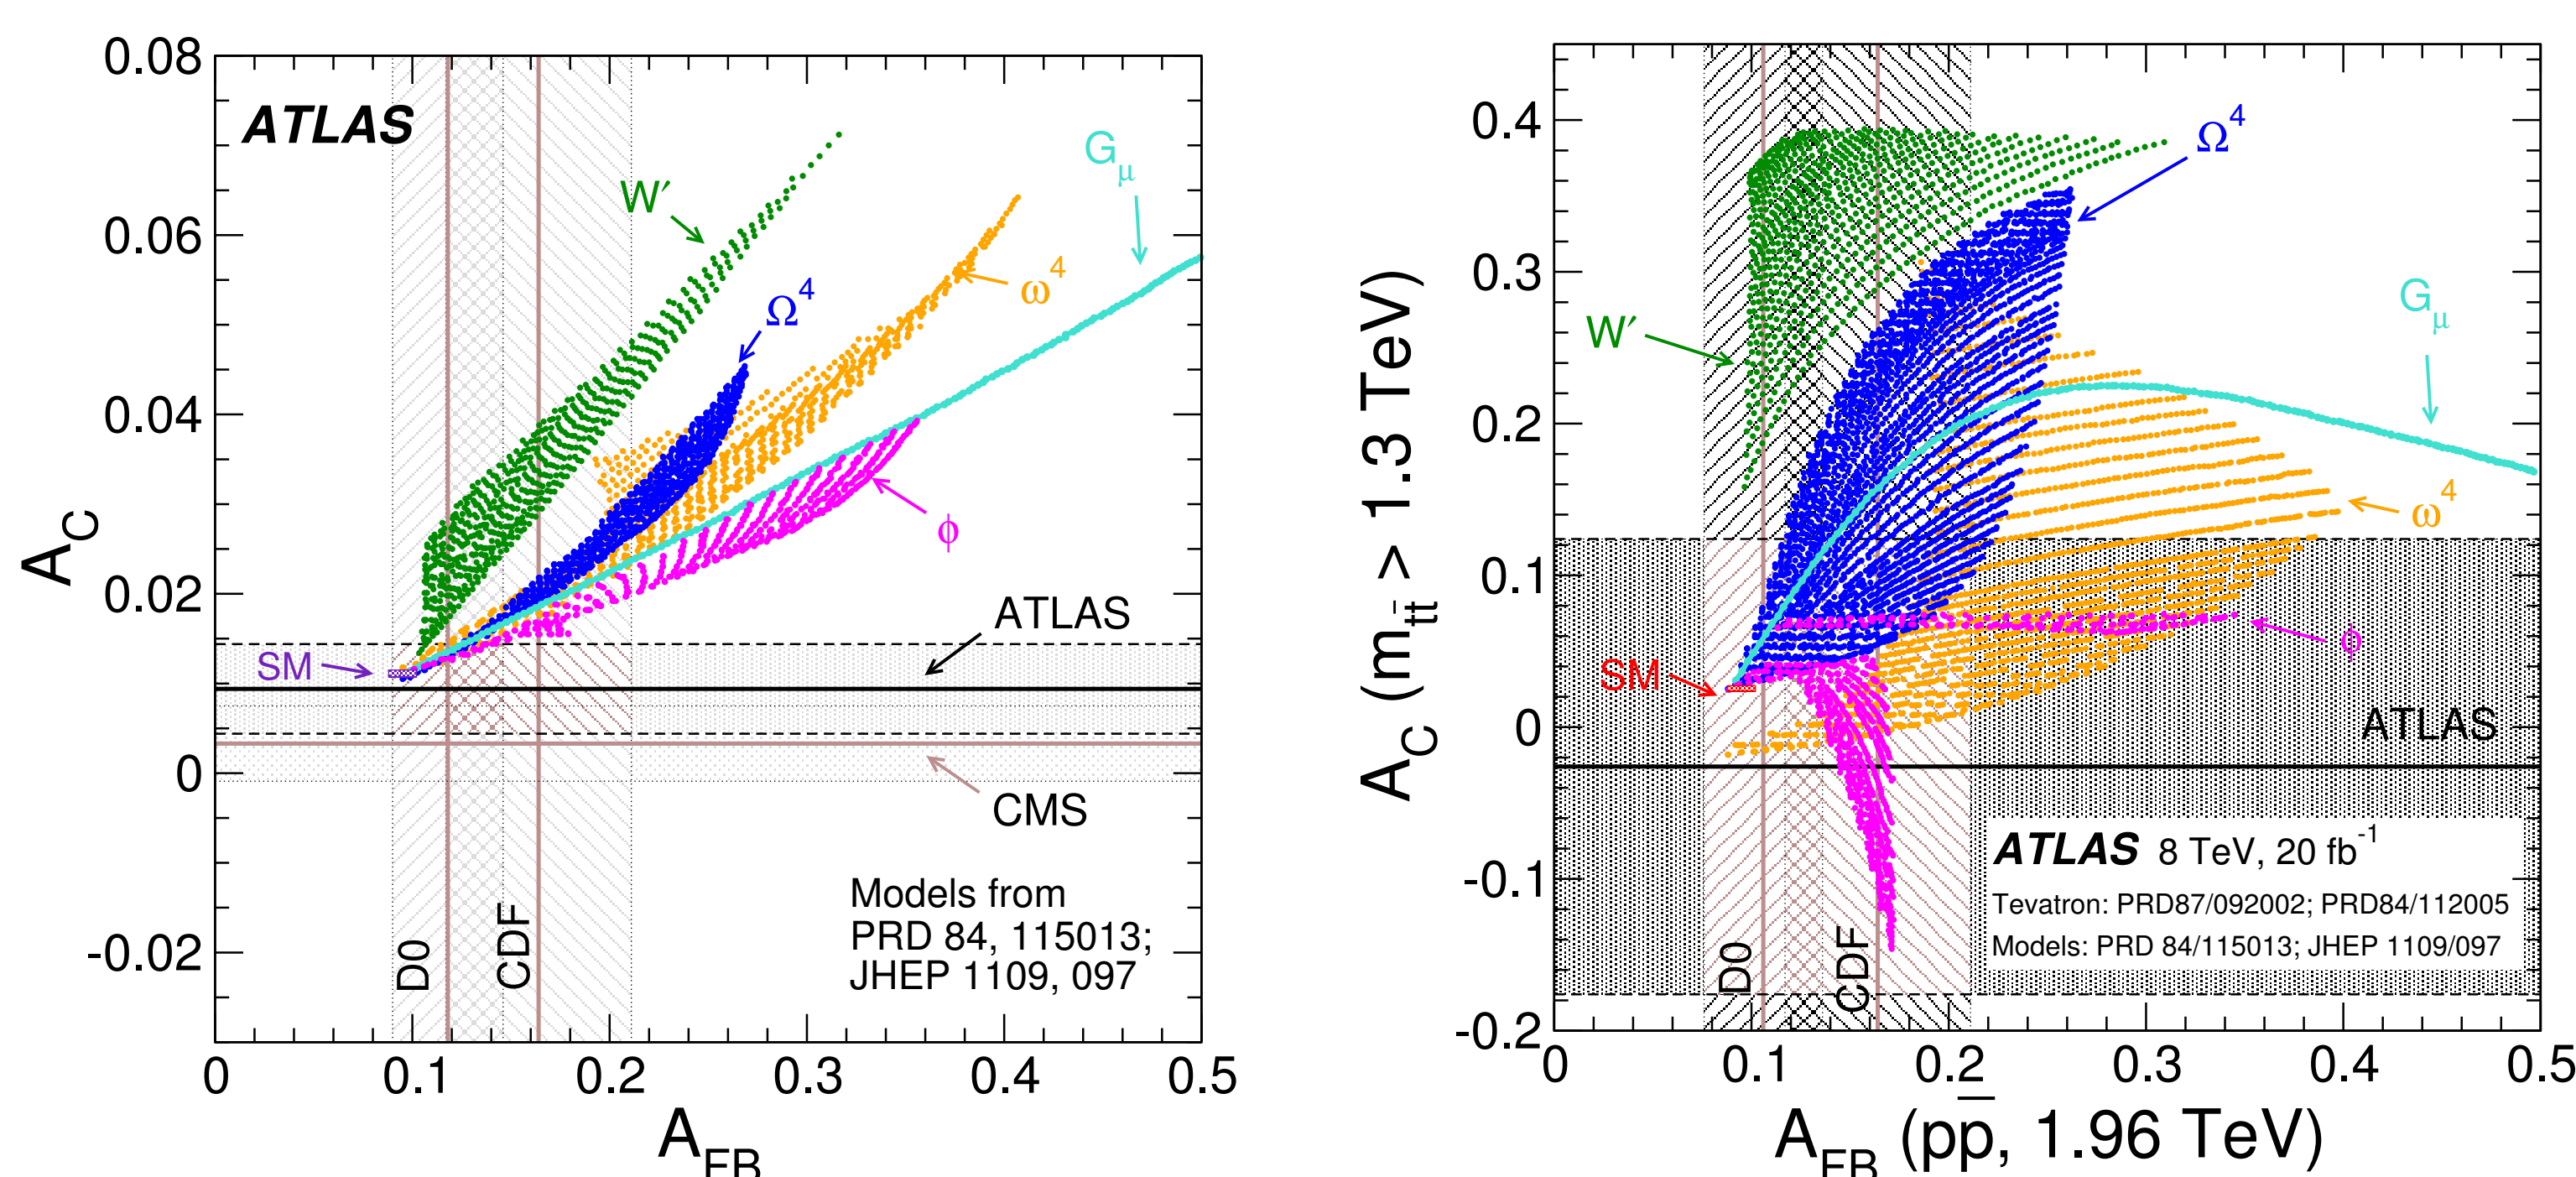 0.08
0.06
0.04
0.02
0
-0.02
A_C
ATLAS
W′
Ω^4
ω^4
G_μ
ϕ
SM
ATLAS
CMS
D0
CDF
Models from
PRD 84, 115013;
JHEP 1109, 097
0 0.1 0.2 0.3 0.4 0.5
A_FB
0.4
0.3
0.2
0.1
0
-0.1
-0.2
A_C (m_tt̄ > 1.3 TeV)
Ω^4
W′
G_μ
ω^4
ϕ
SM
ATLAS
D0
CDF
ATLAS 8 TeV, 20 fb^-1
Tevatron: PRD87/092002; PRD84/112005
Models: PRD 84/115013; JHEP 1109/097
0 0.1 0.2 0.3 0.4 0.5
A_FB (pp̄, 1.96 TeV)